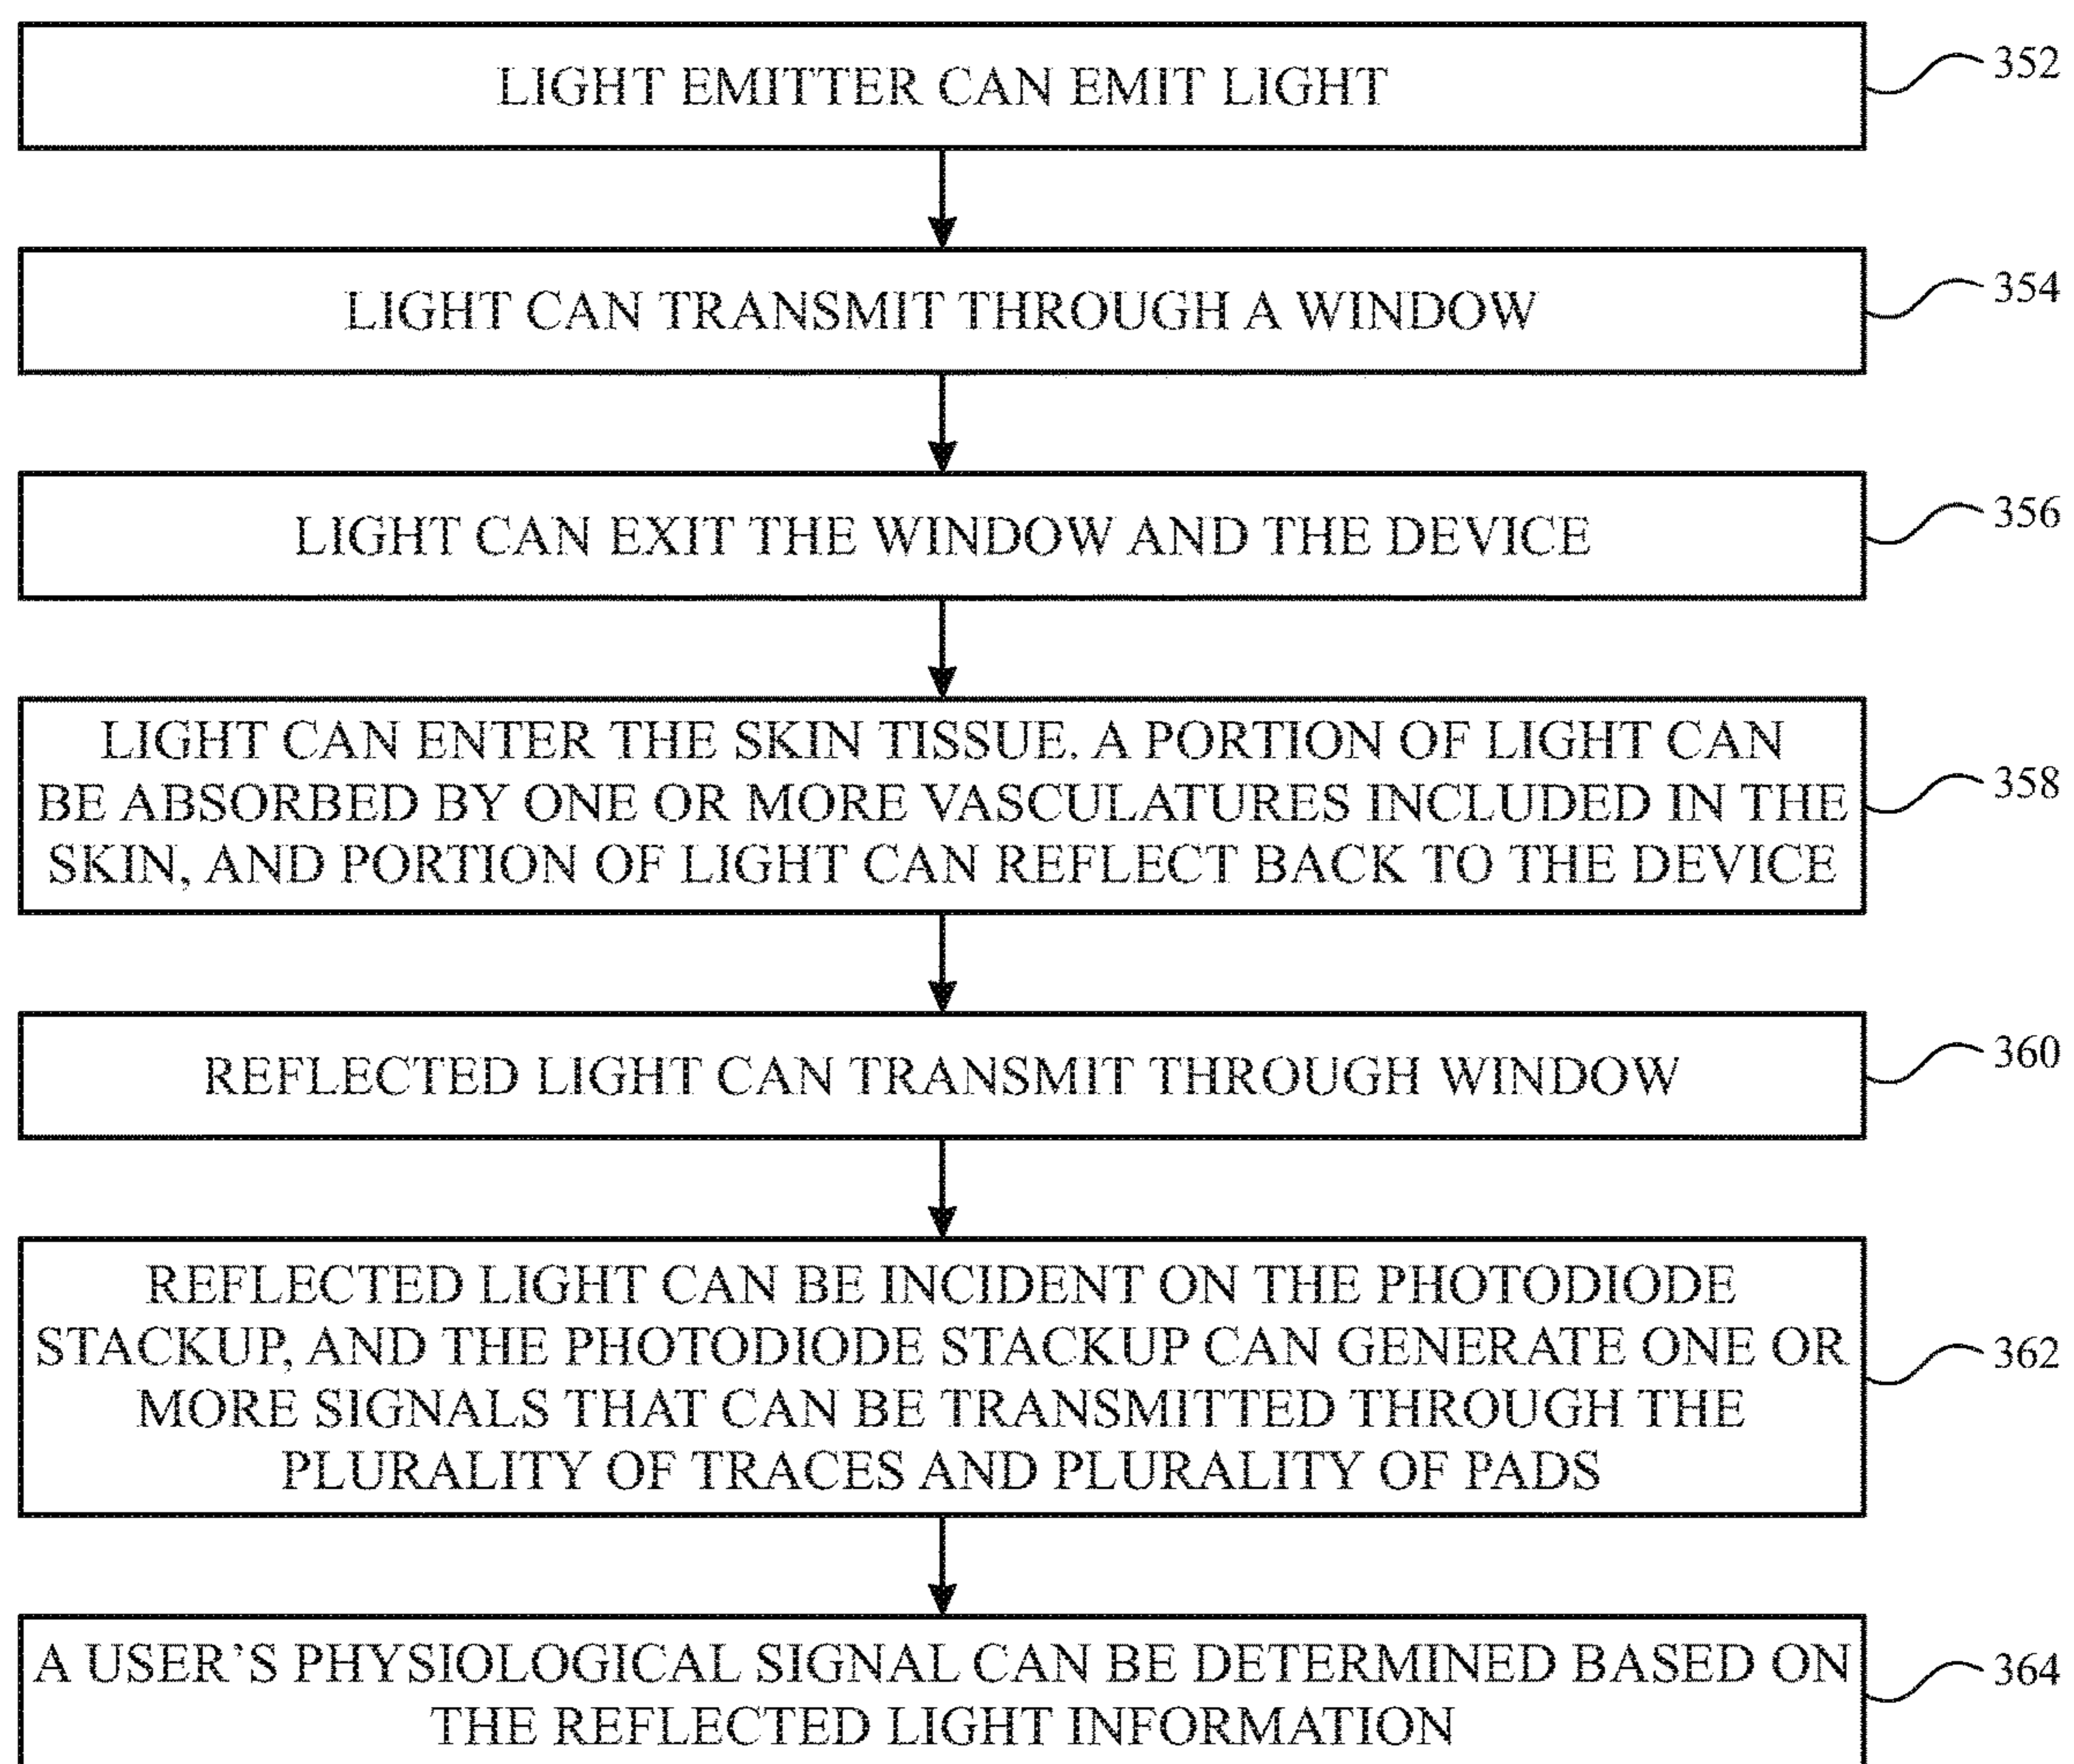 LIGHT EMITTER CAN EMIT LIGHT
352
LIGHT CAN TRANSMIT THROUGH A WINDOW
354
LIGHT CAN EXIT THE WINDOW AND THE DEVICE
356
LIGHT CAN ENTER THE SKIN TISSUE. A PORTION OF LIGHT CAN
BE ABSORBED BY ONE OR MORE VASCULATURES INCLUDED IN THE
SKIN, AND PORTION OF LIGHT CAN REFLECT BACK TO THE DEVICE
358
REFLECTED LIGHT CAN TRANSMIT THROUGH WINDOW
360
REFLECTED LIGHT CAN BE INCIDENT ON THE PHOTODIODE
STACKUP, AND THE PHOTODIODE STACKUP CAN GENERATE ONE OR
MORE SIGNALS THAT CAN BE TRANSMITTED THROUGH THE
PLURALITY OF TRACES AND PLURALITY OF PADS
362
A USER'S PHYSIOLOGICAL SIGNAL CAN BE DETERMINED BASED ON
THE REFLECTED LIGHT INFORMATION
364